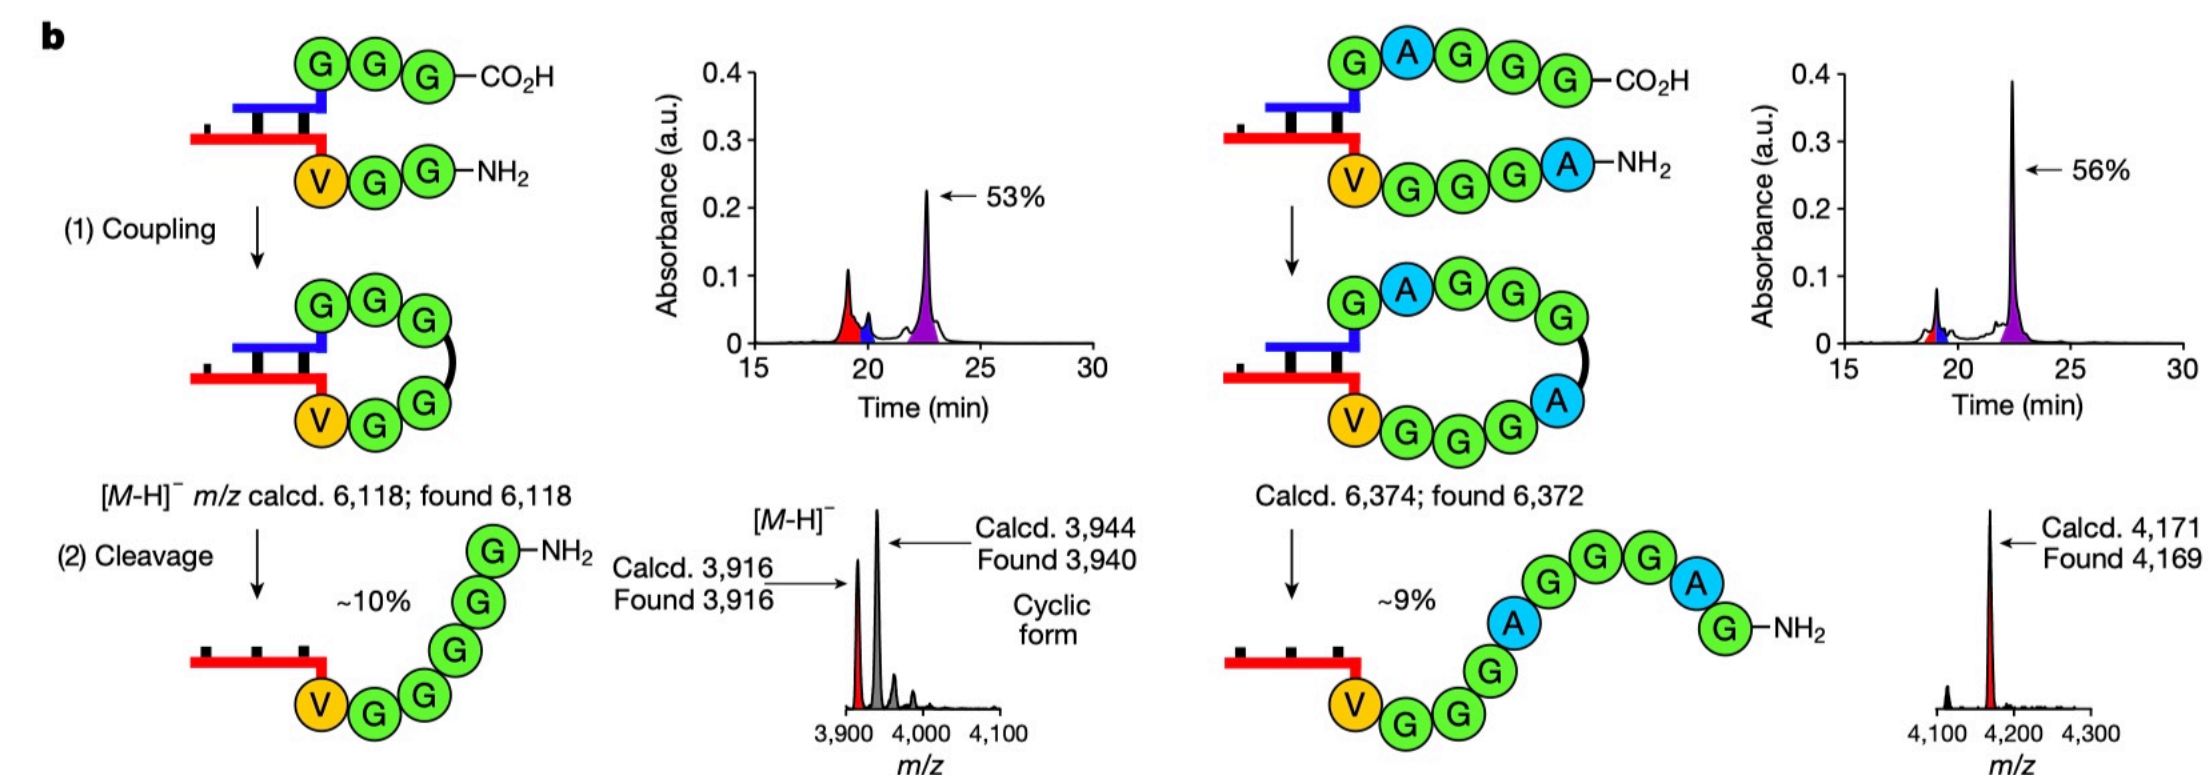 b
G G G –CO₂H
V G G –NH₂
(1) Coupling
G G G
V G G
[M-H]⁻ m/z calcd. 6,118; found 6,118
(2) Cleavage
~10%
G –NH₂
G
G
V G G
0.4
0.3
0.2
0.1
0
Absorbance (a.u.)
53%
15 20 25 30
Time (min)
[M-H]⁻
Calcd. 3,916
Found 3,916
Calcd. 3,944
Found 3,940
Cyclic
form
3,900 4,000 4,100
m/z
G A G G G –CO₂H
V G G G A –NH₂
G A G G G
V G G G A
Calcd. 6,374; found 6,372
~9%
V G G G A G G G A G –NH₂
0.4
0.3
0.2
0.1
0
Absorbance (a.u.)
56%
15 20 25 30
Time (min)
Calcd. 4,171
Found 4,169
4,100 4,200 4,300
m/z